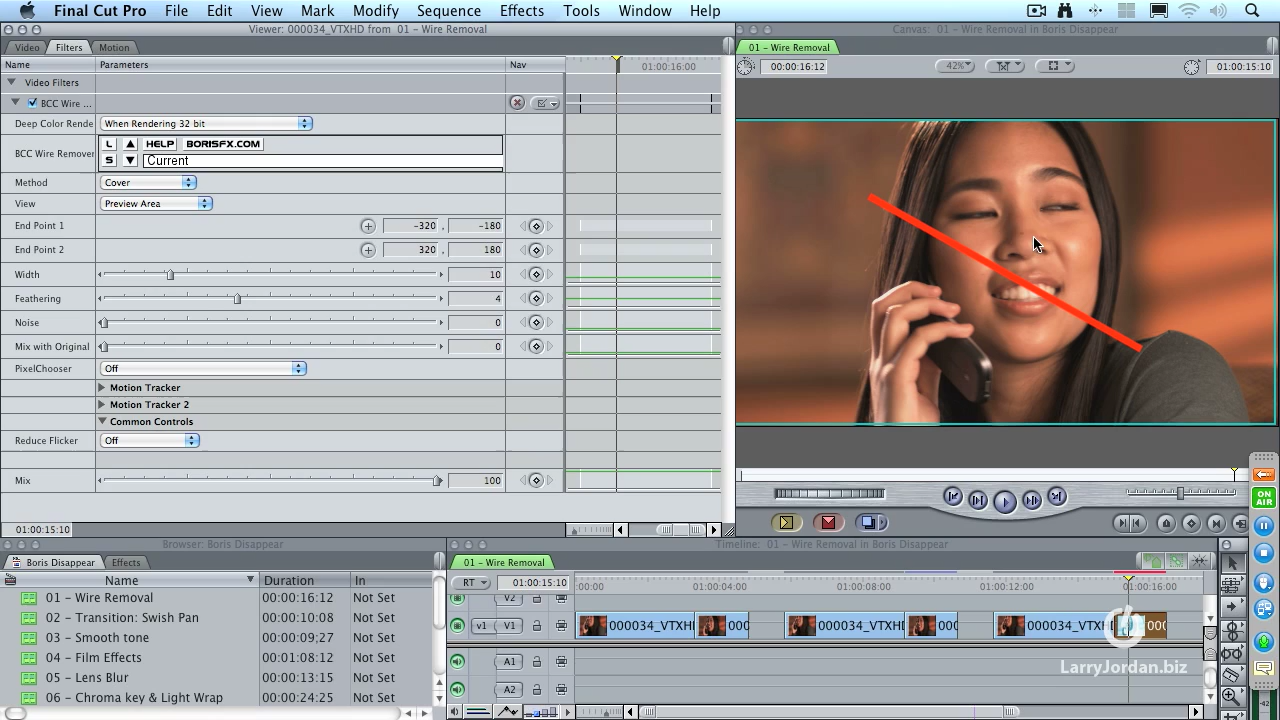 Final Cut Pro File Edit View Mark Modify Sequence Effects Tools Window Help
Viewer: 000034_VTXHD from 01 - Wire Removal
Video Filters Motion
Name Parameters Nav 01:00:16:00
Video Filters
BCC Wire ...
Deep Color Rende When Rendering 32 bit
BCC Wire Remover L HELP BORISFX.COM
S Current
Method Cover
View Preview Area
End Point 1 -320 , -180
End Point 2 320 , 180
Width 10
Feathering 4
Noise 0
Mix with Original 0
PixelChooser Off
Motion Tracker
Motion Tracker 2
Common Controls
Reduce Flicker Off
Mix 100
01:00:15:10
Canvas: 01 - Wire Removal in Boris Disappear
01 - Wire Removal
00:00:16:12 42% 01:00:15:10
ON AIR
Browser: Boris Disappear
Boris Disappear Effects
Name Duration In
01 - Wire Removal 00:00:16:12 Not Set
02 - Transition: Swish Pan 00:00:10:08 Not Set
03 - Smooth tone 00:00:09;27 Not Set
04 - Film Effects 00:01:08:12 Not Set
05 - Lens Blur 00:00:13:15 Not Set
06 - Chroma key & Light Wrap 00:00:24:25 Not Set
Timeline: 01 - Wire Removal in Boris Disappear
01 - Wire Removal
RT 01:00:15:10 :00:00 01:00:04:00 01:00:08:00 01:00:12:00 01:00:16:00
V2
v1 V1 000034_VTXHD 000 000034_VTXHD 000 000034_VTXHD 000
A1
A2
LarryJordan.biz
-42